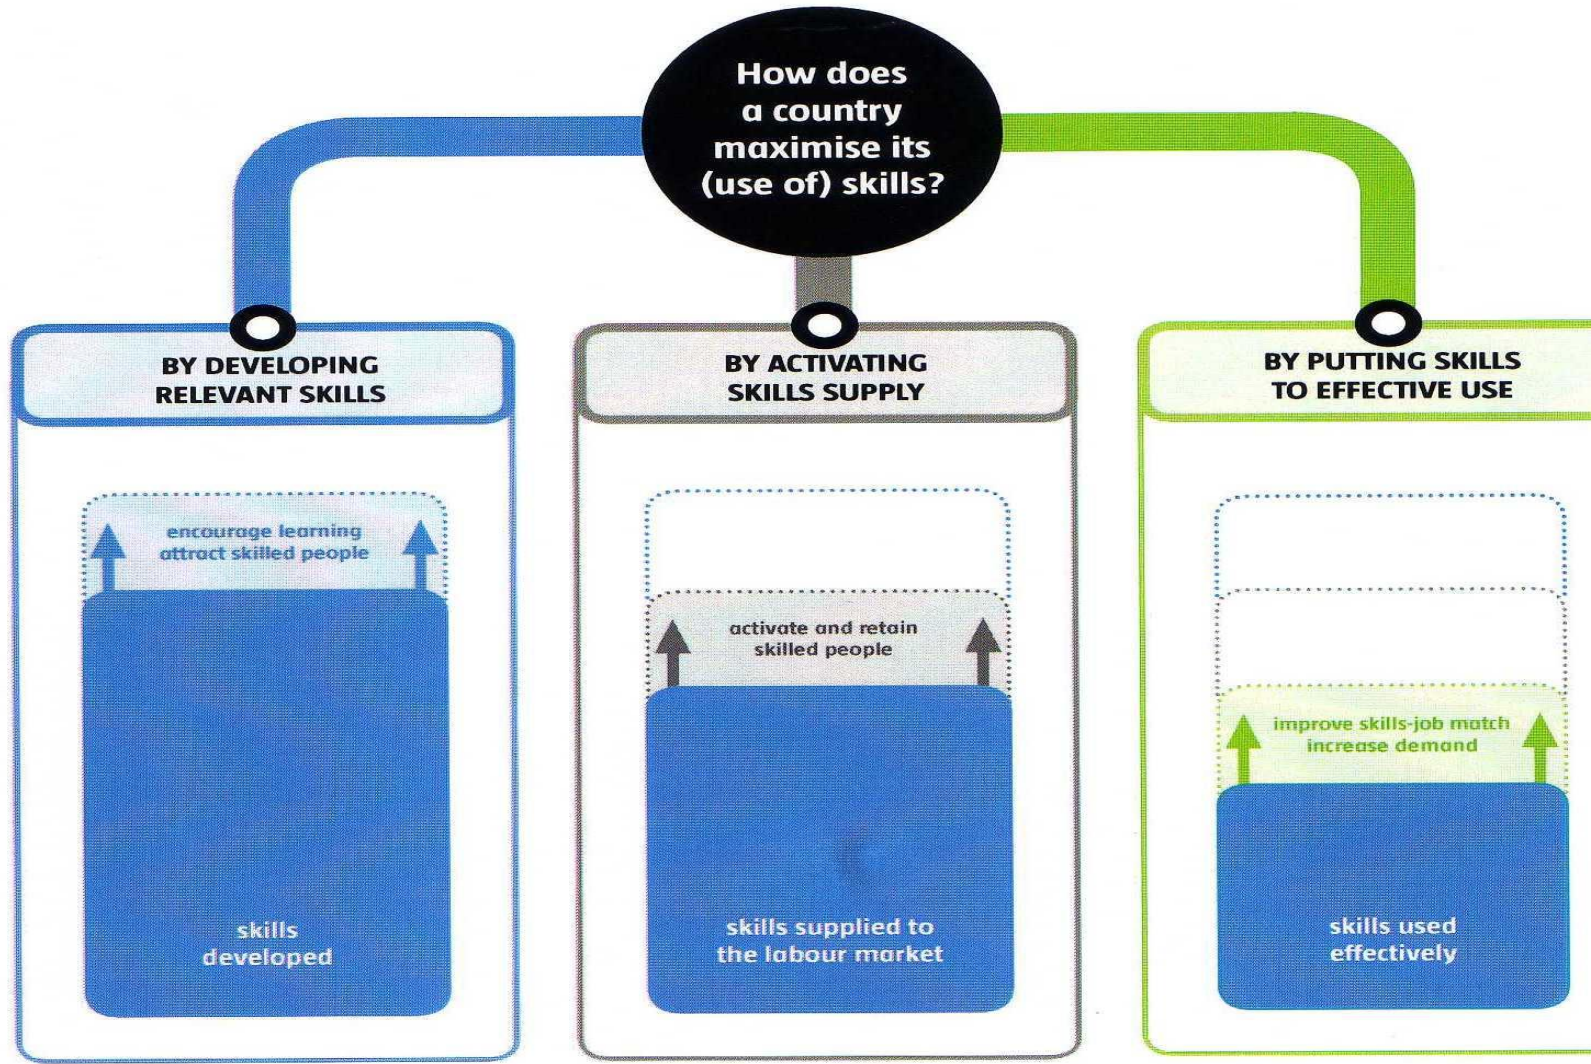 How does
a country
maximise its
(use of) skills?
BY DEVELOPING
RELEVANT SKILLS
encourage learning
attract skilled people
skills
developed
BY ACTIVATING
SKILLS SUPPLY
activate and retain
skilled people
skills supplied to
the labour market
BY PUTTING SKILLS
TO EFFECTIVE USE
improve skills-job match
increase demand
skills used
effectively